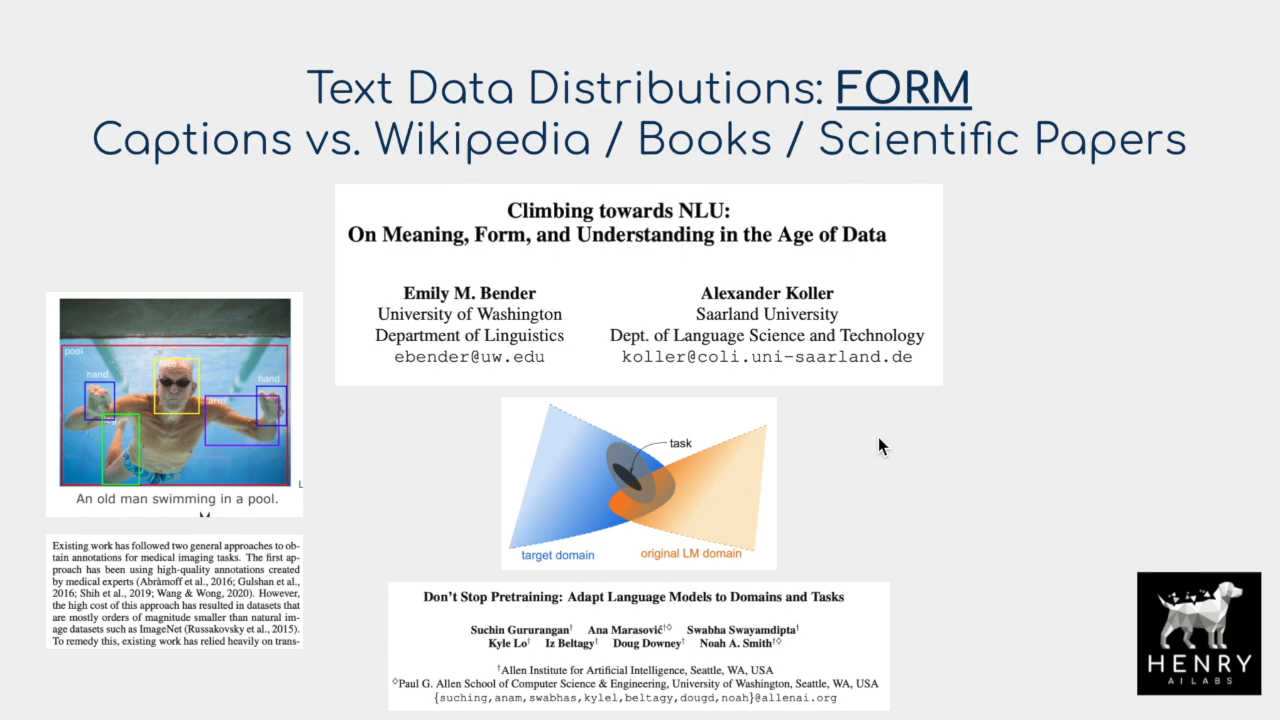 Text Data Distributions: FORM
Captions vs. Wikipedia / Books / Scientific Papers
Climbing towards NLU:
On Meaning, Form, and Understanding in the Age of Data
Emily M. Bender
University of Washington
Department of Linguistics
ebender@uw.edu
Alexander Koller
Saarland University
Dept. of Language Science and Technology
koller@coli.uni-saarland.de
pool
hand
face
hand
arm
An old man swimming in a pool.
L
task
target domain
original LM domain
Existing work has followed two general approaches to ob-
tain annotations for medical imaging tasks. The first ap-
proach has been using high-quality annotations created
by medical experts (Abràmoff et al., 2016; Gulshan et al.,
2016; Shih et al., 2019; Wang & Wong, 2020). However,
the high cost of this approach has resulted in datasets that
are mostly orders of magnitude smaller than natural im-
age datasets such as ImageNet (Russakovsky et al., 2015).
To remedy this, existing work has relied heavily on trans-
Don't Stop Pretraining: Adapt Language Models to Domains and Tasks
Suchin Gururangan† Ana Marasović†◊ Swabha Swayamdipta†
Kyle Lo† Iz Beltagy† Doug Downey† Noah A. Smith†◊
†Allen Institute for Artificial Intelligence, Seattle, WA, USA
◊Paul G. Allen School of Computer Science & Engineering, University of Washington, Seattle, WA, USA
{suching,anam,swabhas,kylel,beltagy,dougd,noah}@allenai.org
HENRY
AI LABS